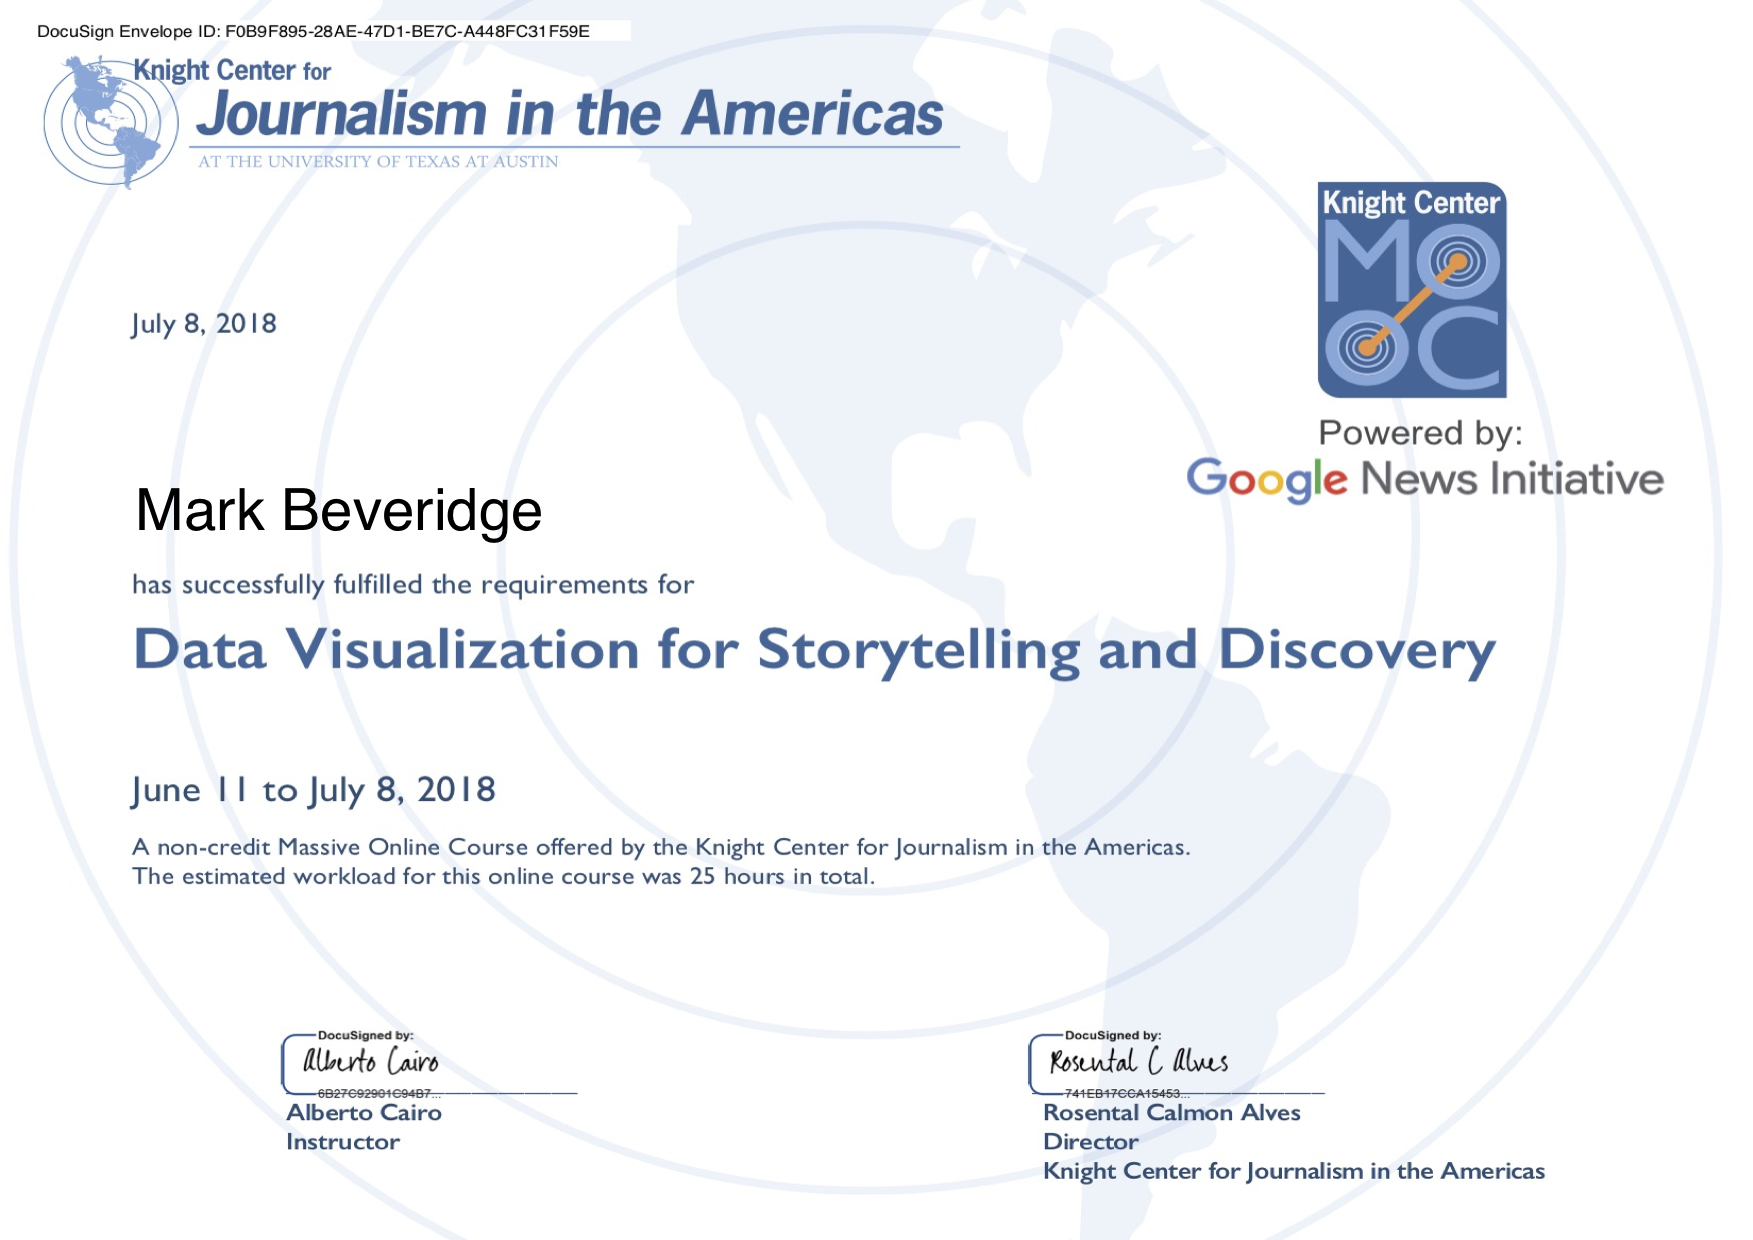 DocuSign Envelope ID: F0B9F895-28AE-47D1-BE7C-A448FC31F59E
Knight Center for
Journalism in the Americas
AT THE UNIVERSITY OF TEXAS AT AUSTIN
Knight Center
MOOC
Powered by:
Google News Initiative
July 8, 2018
Mark Beveridge
has successfully fulfilled the requirements for
Data Visualization for Storytelling and Discovery
June 11 to July 8, 2018
A non-credit Massive Online Course offered by the Knight Center for Journalism in the Americas.
The estimated workload for this online course was 25 hours in total.
DocuSigned by:
Alberto Cairo
6B27C92901C94B7...
Alberto Cairo
Instructor
DocuSigned by:
Rosental C Alves
741EB17CCA15453...
Rosental Calmon Alves
Director
Knight Center for Journalism in the Americas